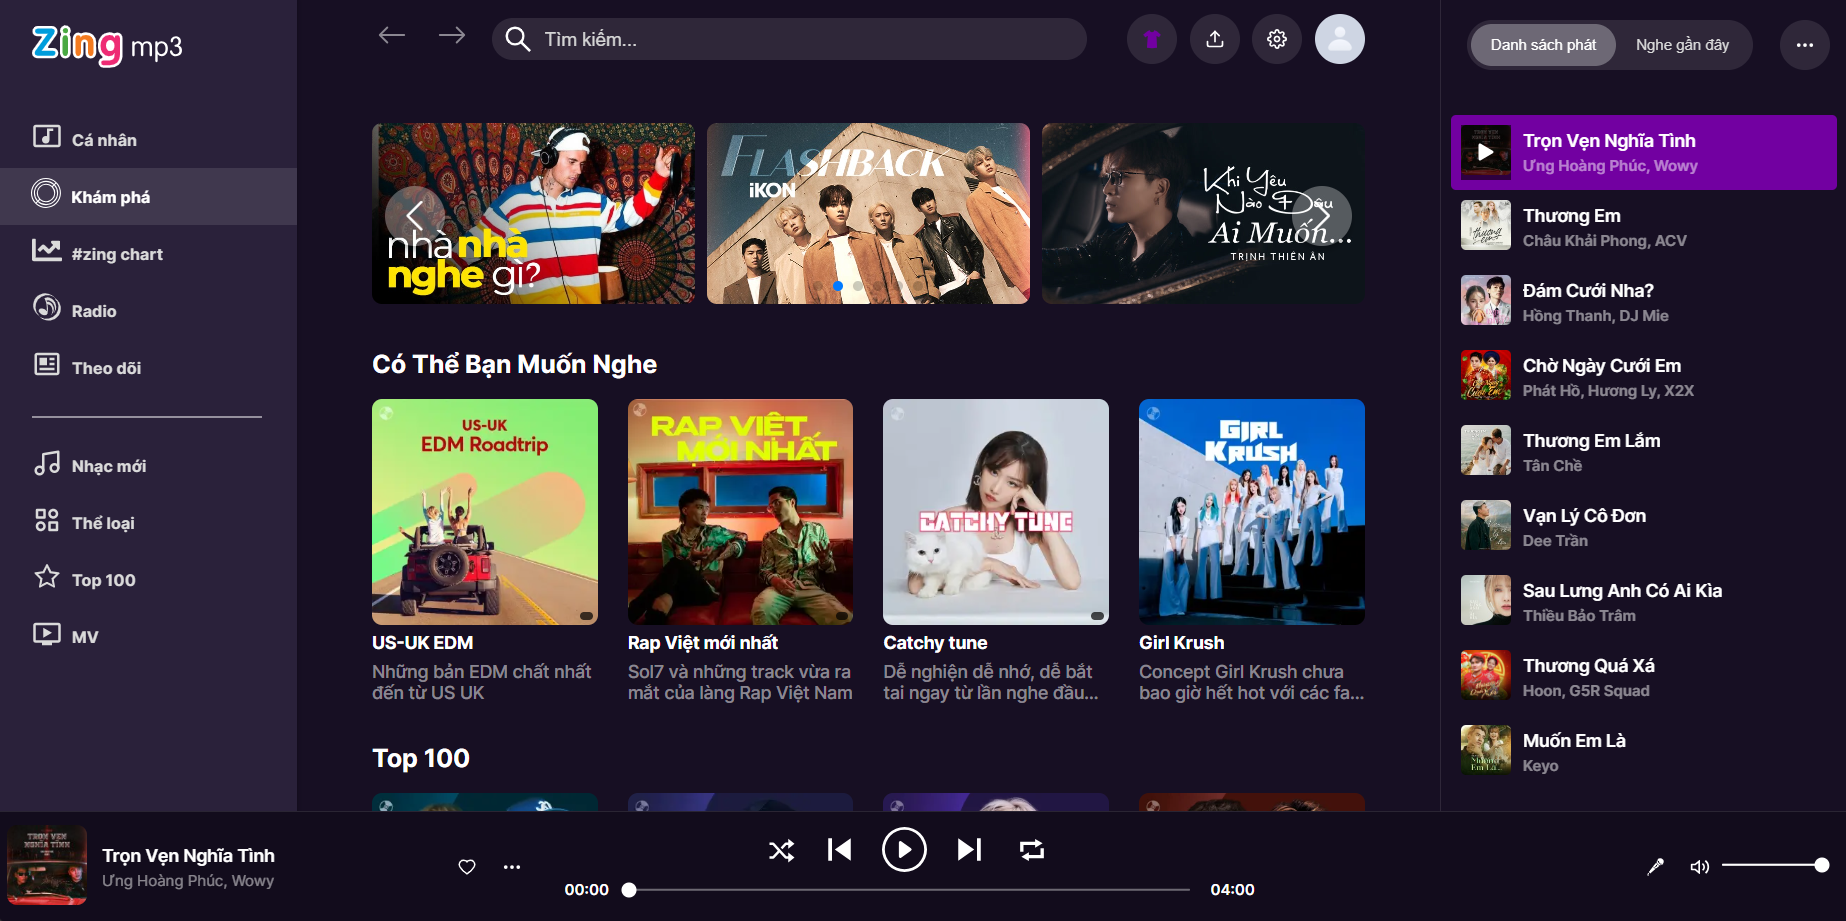 Zing mp3
Cá nhân
Khám phá
#zing chart
Radio
Theo dõi
Nhạc mới
Thể loại
Top 100
MV
Tìm kiếm...
nhà nhà
nghe gì?
FLASHBACK
iKON
Khi Yêu
Nào Đâu
Ai Muốn...
TRỊNH THIÊN ÂN
Có Thể Bạn Muốn Nghe
US-UK
EDM Roadtrip
US-UK EDM
Những bản EDM chất nhất
đến từ US UK
RAP VIỆT
MỚI NHẤT
Rap Việt mới nhất
Sol7 và những track vừa ra
mắt của làng Rap Việt Nam
CATCHY TUNE
Catchy tune
Dễ nghiện dễ nhớ, dễ bắt
tai ngay từ lần nghe đầu...
GIRL
KRUSH
Girl Krush
Concept Girl Krush chưa
bao giờ hết hot với các fa...
Top 100
Danh sách phát
Nghe gần đây
Trọn Vẹn Nghĩa Tình
Ưng Hoàng Phúc, Wowy
Thương Em
Châu Khải Phong, ACV
Đám Cưới Nha?
Hồng Thanh, DJ Mie
Chờ Ngày Cưới Em
Phát Hồ, Hương Ly, X2X
Thương Em Lắm
Tân Chề
Vạn Lý Cô Đơn
Dee Trần
Sau Lưng Anh Có Ai Kìa
Thiều Bảo Trâm
Thương Quá Xá
Hoon, G5R Squad
Muốn Em Là
Keyo
TRỌN VẸN
NGHĨA TÌNH
Trọn Vẹn Nghĩa Tình
Ưng Hoàng Phúc, Wowy
00:00
04:00